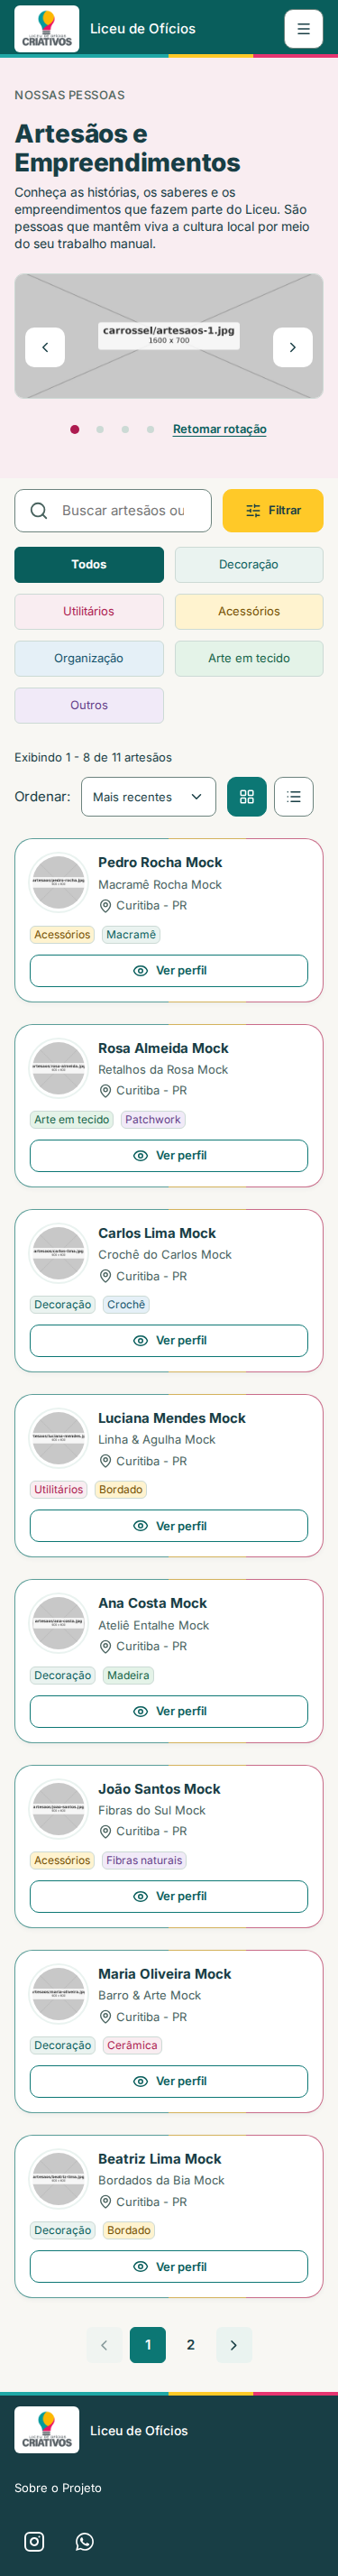 LICEU DE OFÍCIOS
CRIATIVOS
Liceu de Ofícios
NOSSAS PESSOAS
Artesãos e
Empreendimentos
Conheça as histórias, os saberes e os
empreendimentos que fazem parte do Liceu. São
pessoas que mantêm viva a cultura local por meio
do seu trabalho manual.
carrossel/artesaos-1.jpg
1600 x 700
Retomar rotação
Buscar artesãos ou
Filtrar
Todos
Decoração
Utilitários
Acessórios
Organização
Arte em tecido
Outros
Exibindo 1 - 8 de 11 artesãos
Ordenar:
Mais recentes
Pedro Rocha Mock
Macramê Rocha Mock
Curitiba - PR
Acessórios
Macramê
Ver perfil
Rosa Almeida Mock
Retalhos da Rosa Mock
Curitiba - PR
Arte em tecido
Patchwork
Ver perfil
Carlos Lima Mock
Crochê do Carlos Mock
Curitiba - PR
Decoração
Crochê
Ver perfil
Luciana Mendes Mock
Linha & Agulha Mock
Curitiba - PR
Utilitários
Bordado
Ver perfil
Ana Costa Mock
Ateliê Entalhe Mock
Curitiba - PR
Decoração
Madeira
Ver perfil
João Santos Mock
Fibras do Sul Mock
Curitiba - PR
Acessórios
Fibras naturais
Ver perfil
Maria Oliveira Mock
Barro & Arte Mock
Curitiba - PR
Decoração
Cerâmica
Ver perfil
Beatriz Lima Mock
Bordados da Bia Mock
Curitiba - PR
Decoração
Bordado
Ver perfil
1
2
LICEU DE OFÍCIOS
CRIATIVOS
Liceu de Ofícios
Sobre o Projeto